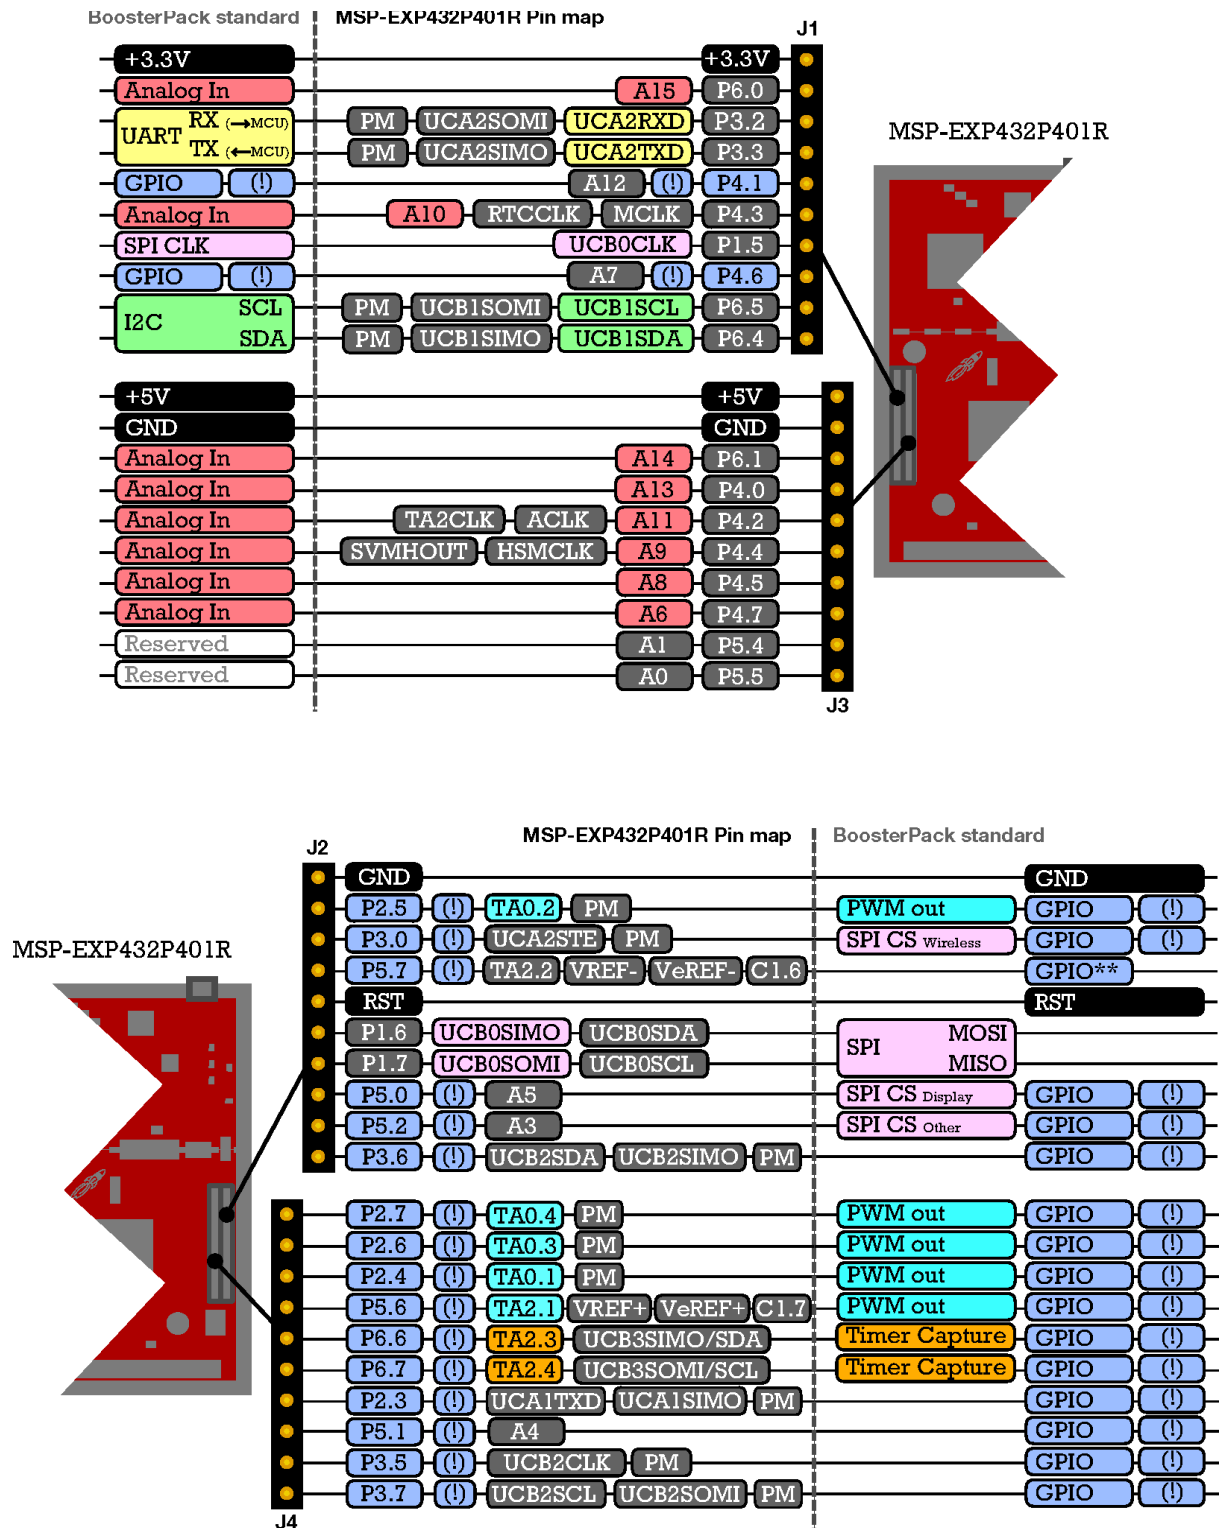 BoosterPack standard MSP-EXP432P401R Pin map
J1
+3.3V +3.3V
Analog In A15 P6.0
UART RX (→MCU) PM UCA2SOMI UCA2RXD P3.2
TX (←MCU) PM UCA2SIMO UCA2TXD P3.3
GPIO (!) A12 (!) P4.1
Analog In A10 RTCCLK MCLK P4.3
SPI CLK UCB0CLK P1.5
GPIO (!) A7 (!) P4.6
I2C SCL PM UCB1SOMI UCB1SCL P6.5
SDA PM UCB1SIMO UCB1SDA P6.4
MSP-EXP432P401R
+5V +5V
GND GND
Analog In A14 P6.1
Analog In A13 P4.0
Analog In TA2CLK ACLK A11 P4.2
Analog In SVMHOUT HSMCLK A9 P4.4
Analog In A8 P4.5
Analog In A6 P4.7
Reserved A1 P5.4
Reserved A0 P5.5
J3
MSP-EXP432P401R Pin map BoosterPack standard
J2
GND GND
P2.5 (!) TA0.2 PM PWM out GPIO (!)
P3.0 (!) UCA2STE PM SPI CS Wireless GPIO (!)
MSP-EXP432P401R
P5.7 (!) TA2.2 VREF- VeREF- C1.6 GPIO**
RST RST
P1.6 UCB0SIMO UCB0SDA SPI MOSI
P1.7 UCB0SOMI UCB0SCL MISO
P5.0 (!) A5 SPI CS Display GPIO (!)
P5.2 (!) A3 SPI CS Other GPIO (!)
P3.6 (!) UCB2SDA UCB2SIMO PM GPIO (!)
P2.7 (!) TA0.4 PM PWM out GPIO (!)
P2.6 (!) TA0.3 PM PWM out GPIO (!)
P2.4 (!) TA0.1 PM PWM out GPIO (!)
P5.6 (!) TA2.1 VREF+ VeREF+ C1.7 PWM out GPIO (!)
P6.6 (!) TA2.3 UCB3SIMO/SDA Timer Capture GPIO (!)
P6.7 (!) TA2.4 UCB3SOMI/SCL Timer Capture GPIO (!)
P2.3 (!) UCA1TXD UCA1SIMO PM GPIO (!)
P5.1 (!) A4 GPIO (!)
P3.5 (!) UCB2CLK PM GPIO (!)
P3.7 (!) UCB2SCL UCB2SOMI PM GPIO (!)
J4